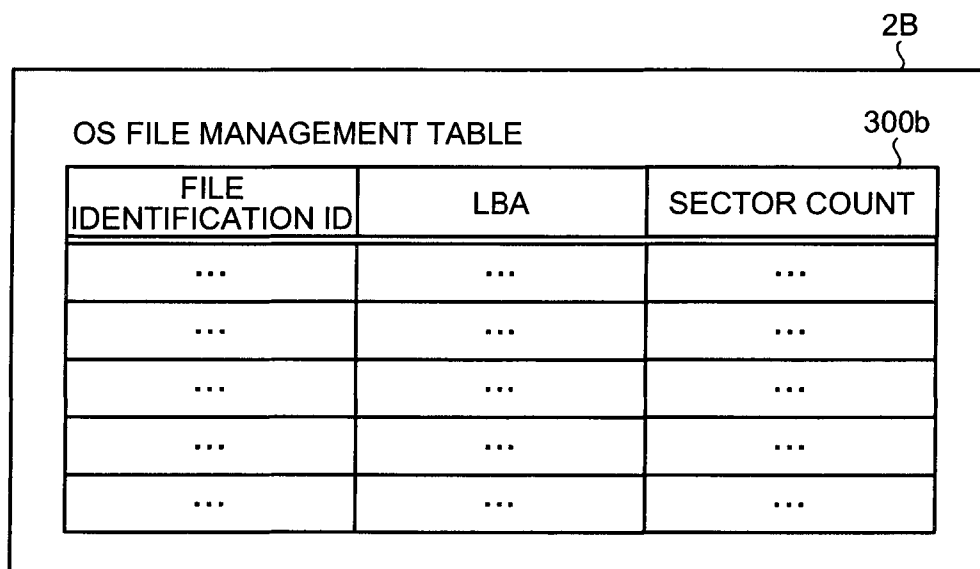 2B
OS FILE MANAGEMENT TABLE
300b
FILE
IDENTIFICATION ID
LBA
SECTOR COUNT
... ... ...
... ... ...
... ... ...
... ... ...
... ... ...